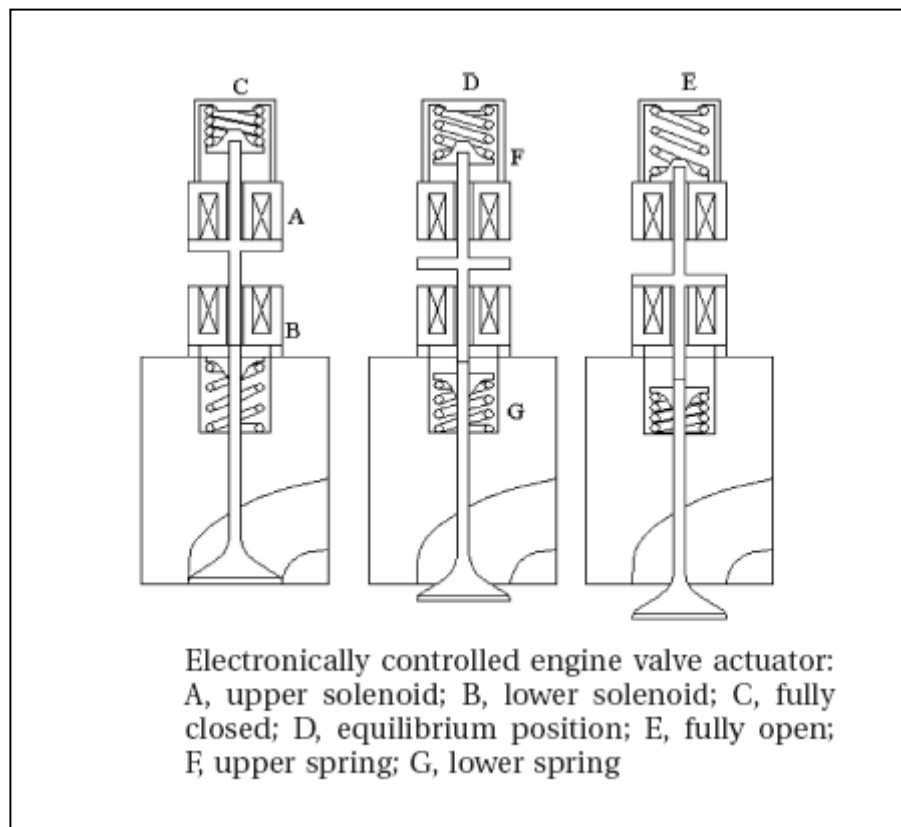 C D E
F
A
B
G
Electronically controlled engine valve actuator:
A, upper solenoid; B, lower solenoid; C, fully
closed; D, equilibrium position; E, fully open;
F, upper spring; G, lower spring